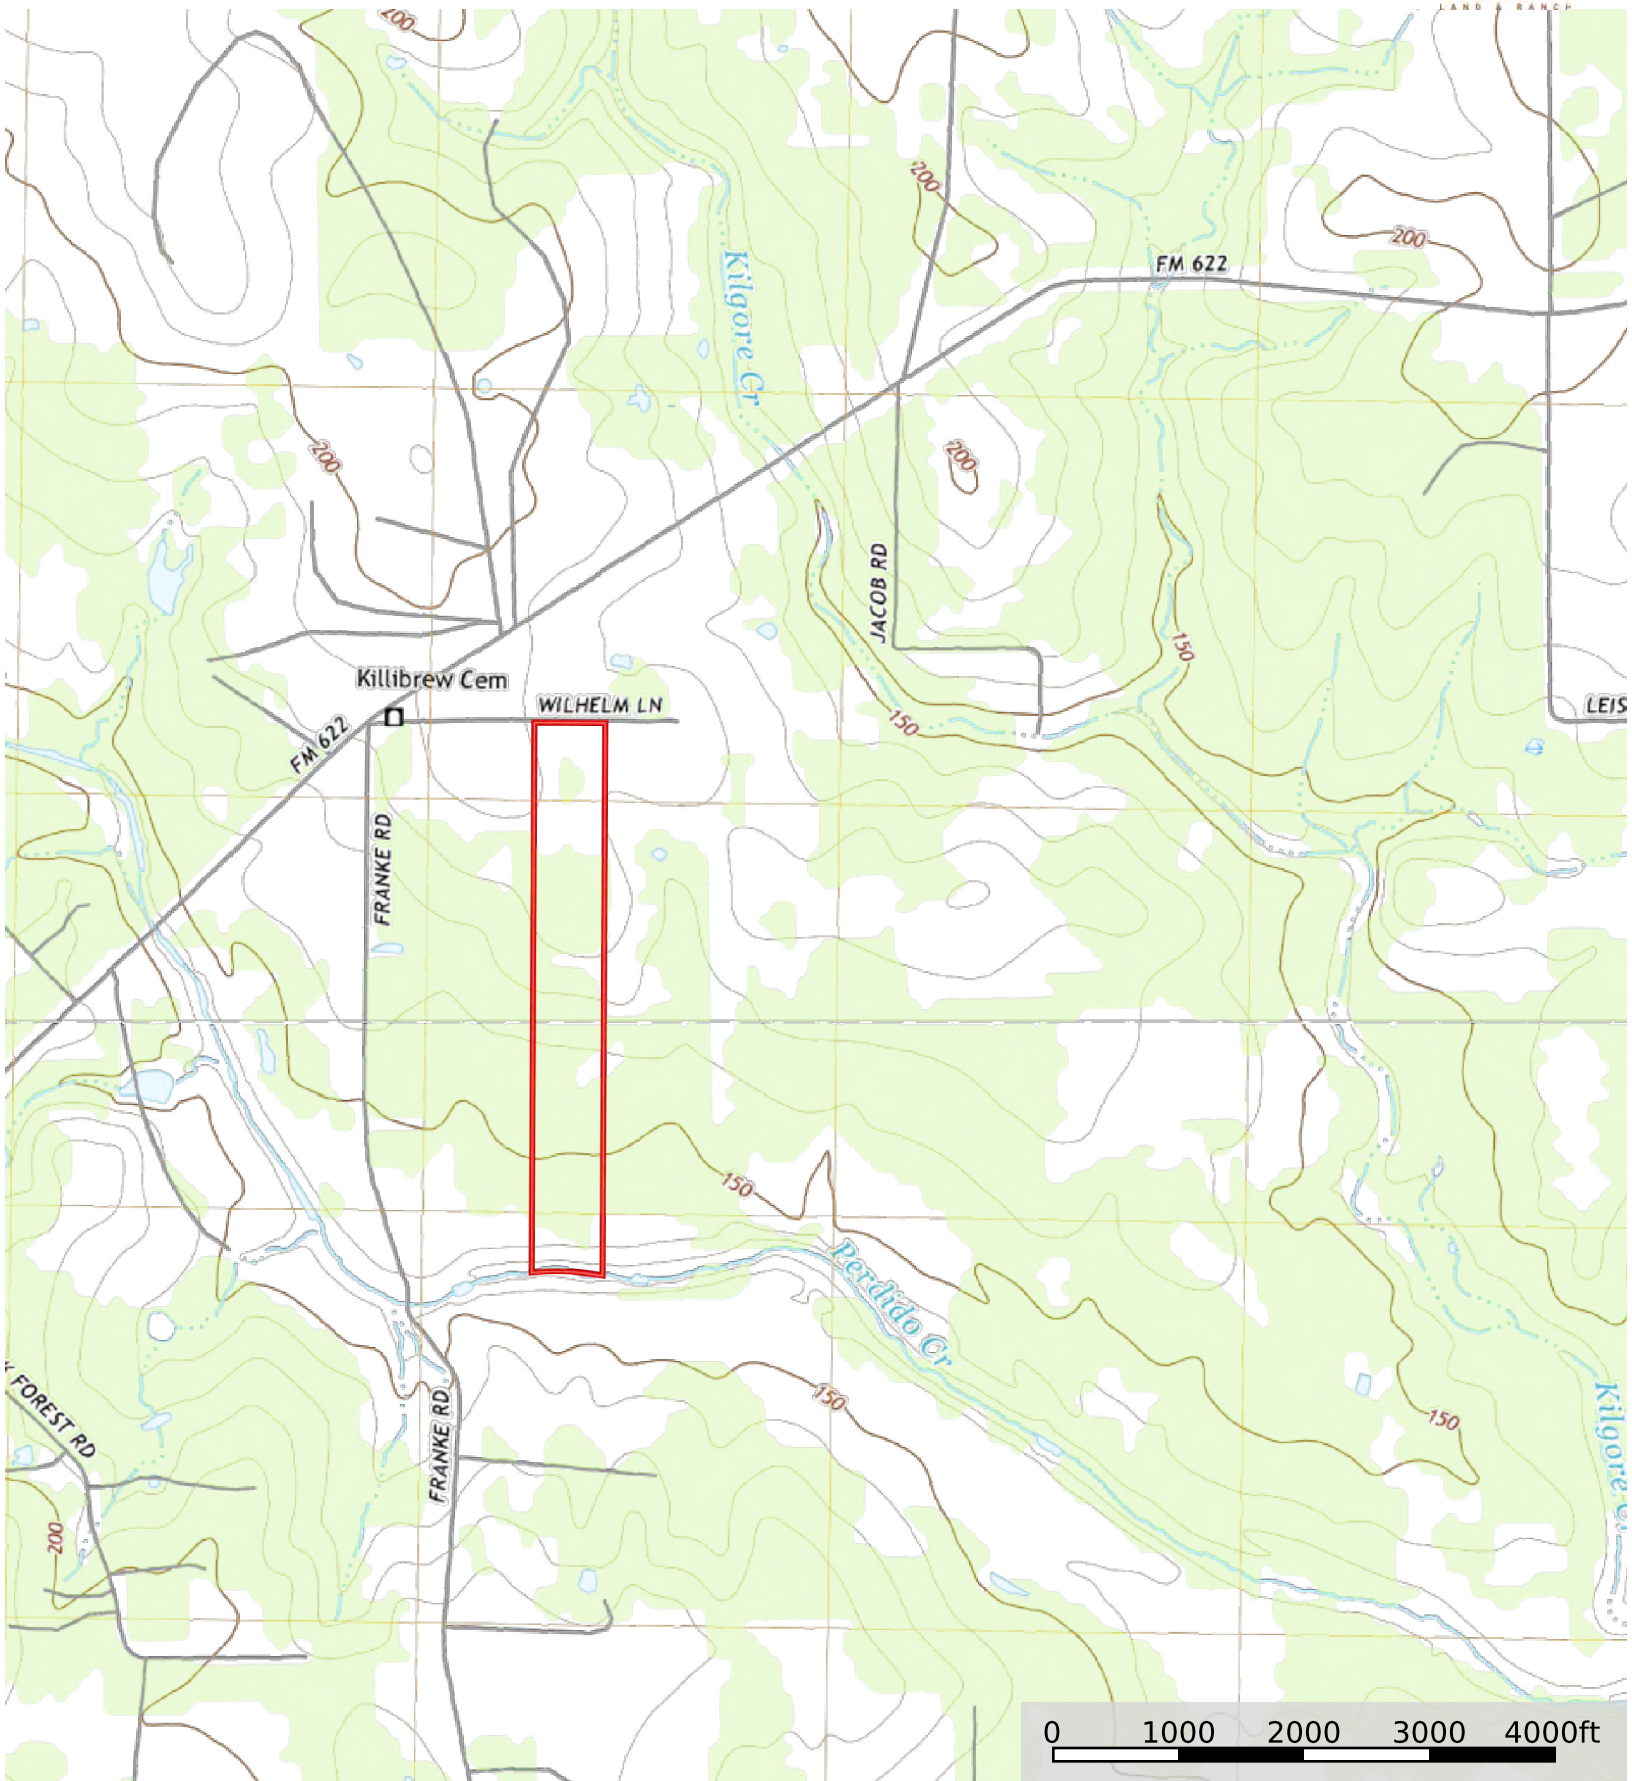 LAND & RANCH
200
200
Kilgore Cr
FM 622
200
200
200
JACOB RD
150
Killibrew Cem
WILHELM LN
150
LEIS
FM 622
FRANKE RD
150
Perdido Cr
K FOREST RD
150
FRANKE RD
150
Kilgore Cr
200
0 1000 2000 3000 4000ft